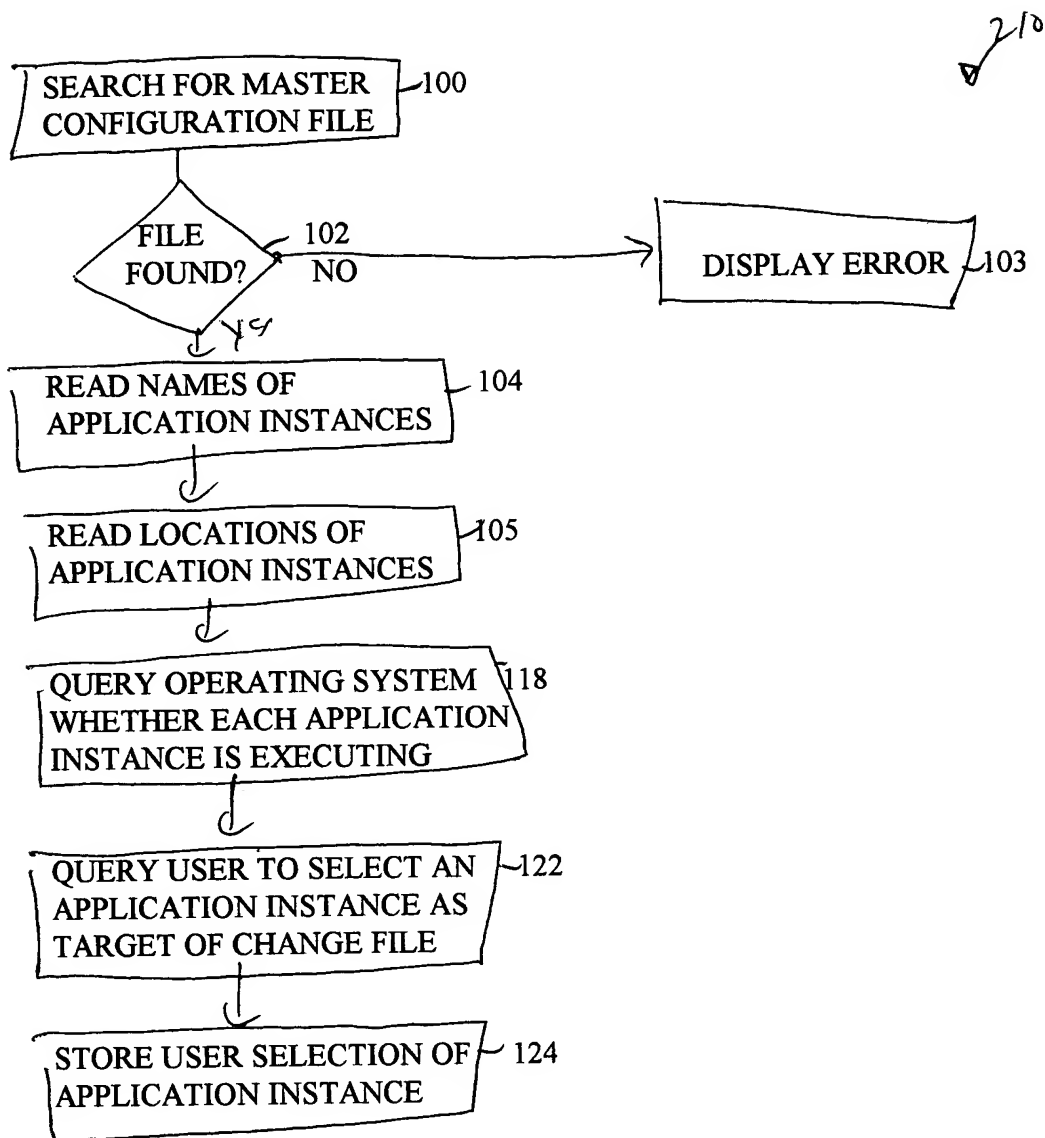 210
SEARCH FOR MASTER 100
CONFIGURATION FILE
FILE 102
FOUND? NO
DISPLAY ERROR 103
Yes
READ NAMES OF 104
APPLICATION INSTANCES
READ LOCATIONS OF 105
APPLICATION INSTANCES
QUERY OPERATING SYSTEM 118
WHETHER EACH APPLICATION
INSTANCE IS EXECUTING
QUERY USER TO SELECT AN 122
APPLICATION INSTANCE AS
TARGET OF CHANGE FILE
STORE USER SELECTION OF 124
APPLICATION INSTANCE